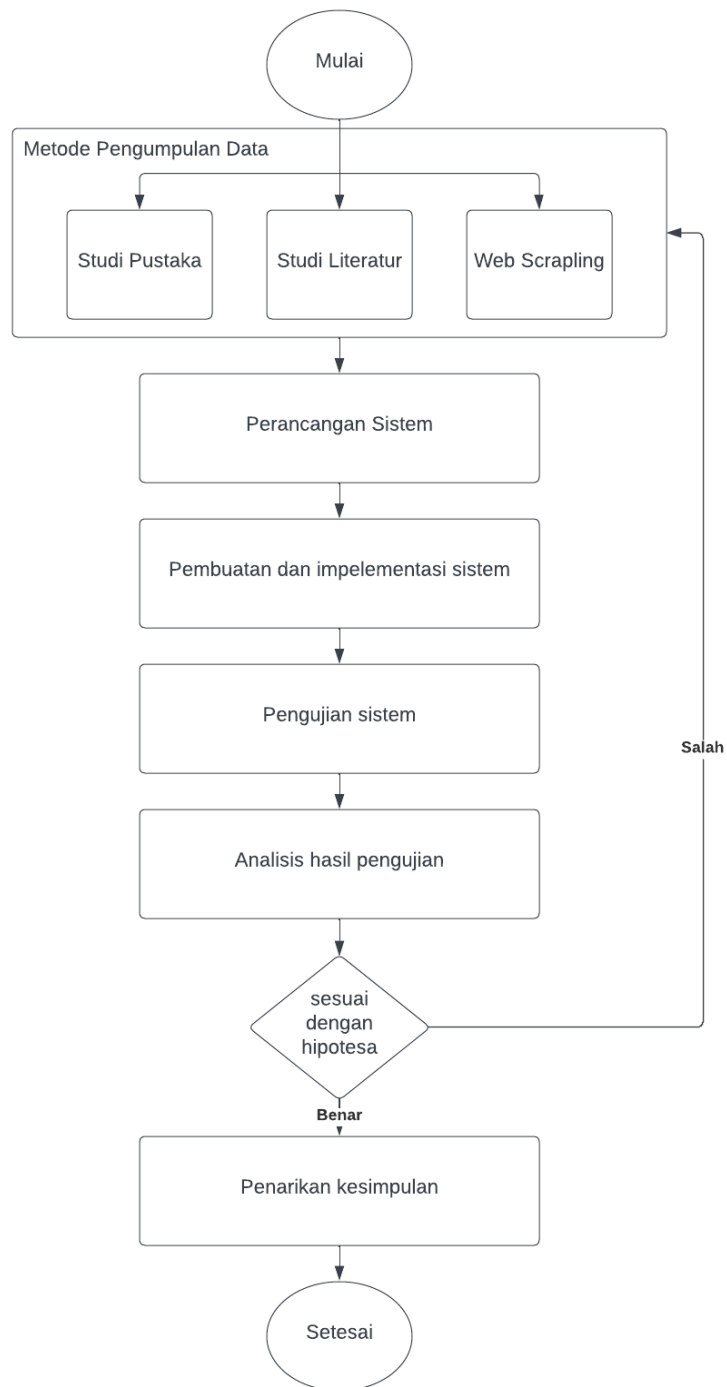 Mulai
Metode Pengumpulan Data
Studi Pustaka
Studi Literatur
Web Scrapling
Perancangan Sistem
Pembuatan dan impelementasi sistem
Pengujian sistem
Analisis hasil pengujian
sesuai
dengan
hipotesa
Salah
Benar
Penarikan kesimpulan
Setesai